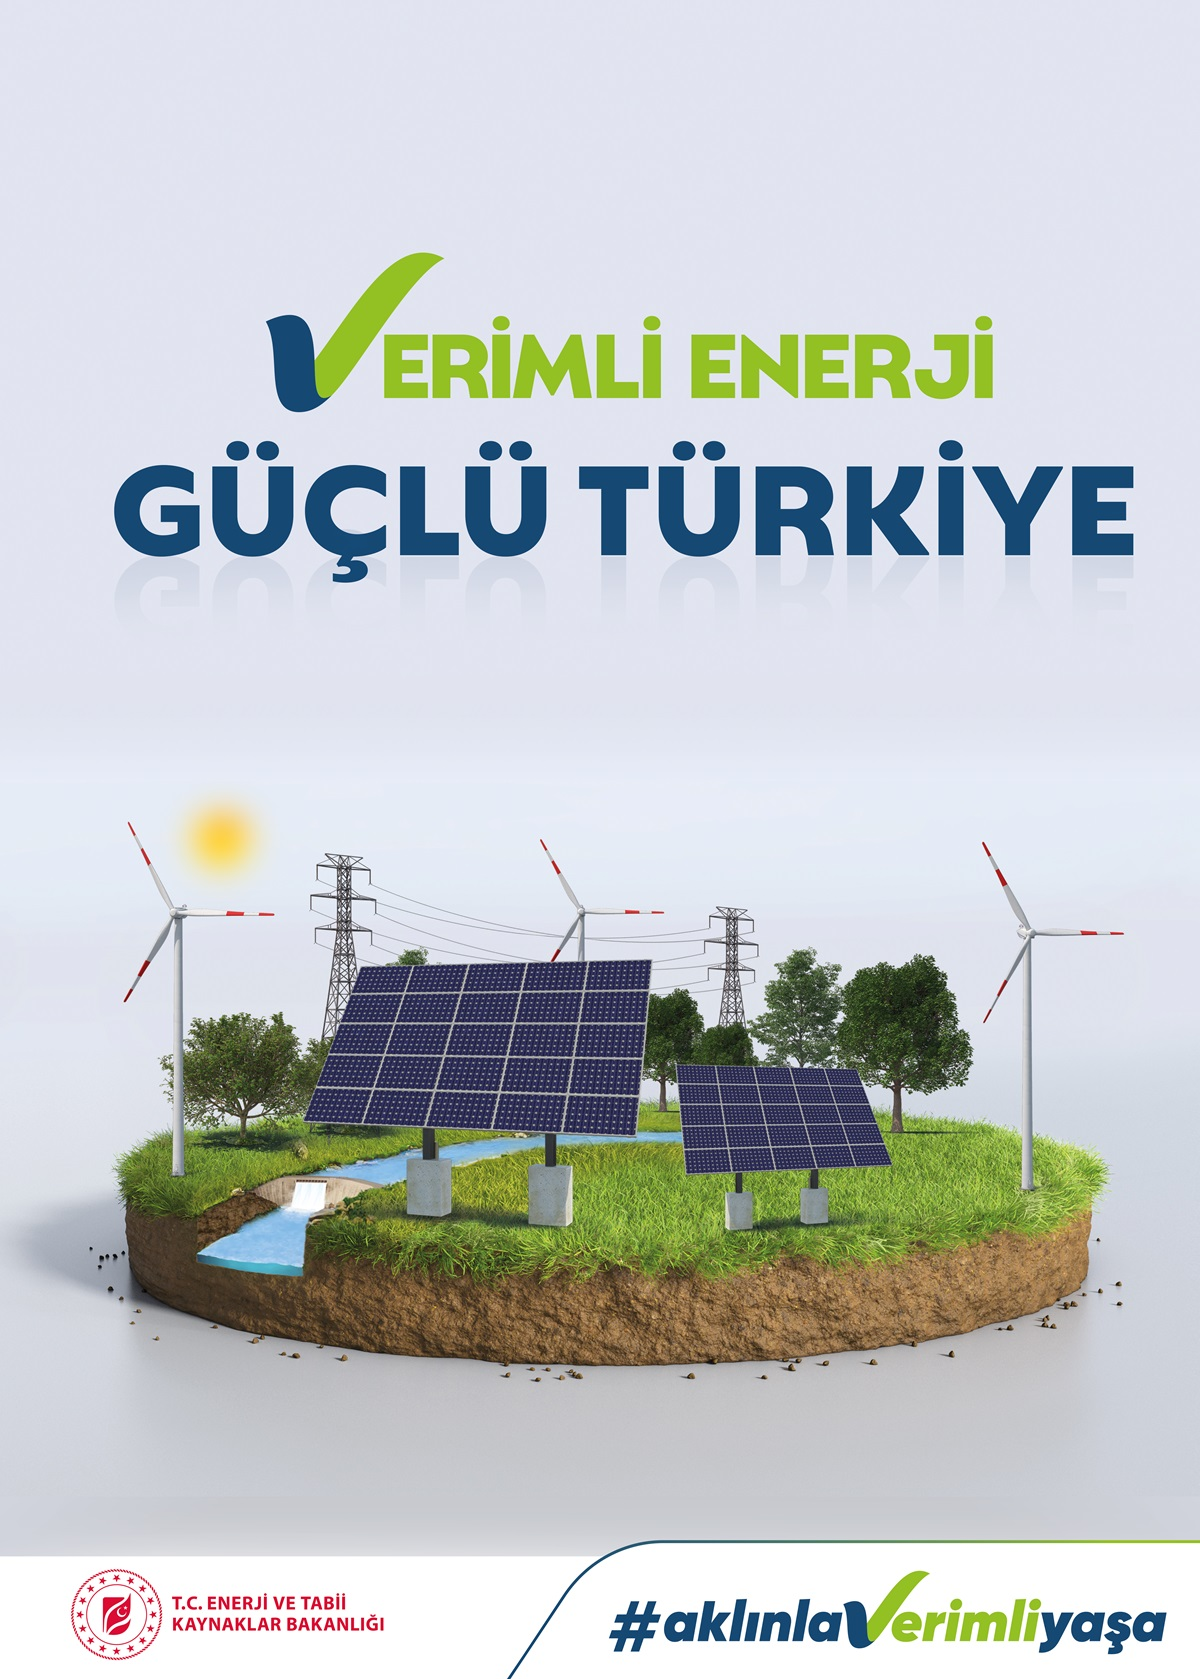 VERİMLİ ENERJİ
GÜÇLÜ TÜRKİYE
T.C. ENERJİ VE TABİİ
KAYNAKLAR BAKANLIĞI
#aklınlaVerimliyaşa